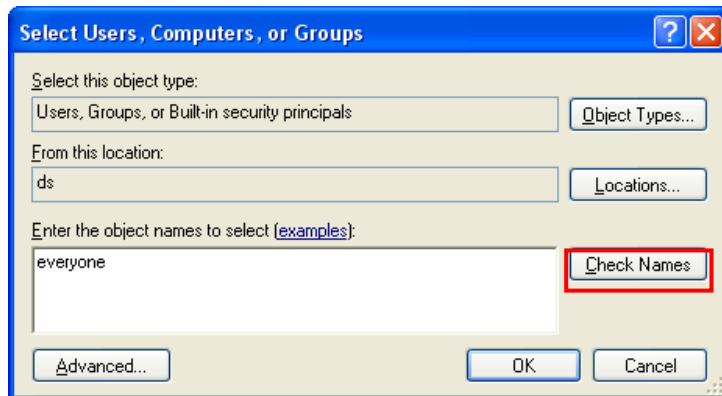 Select Users, Computers, or Groups
Select this object type:
Users, Groups, or Built-in security principals
Object Types...
From this location:
ds
Locations...
Enter the object names to select (examples):
everyone
Check Names
Advanced...
OK
Cancel